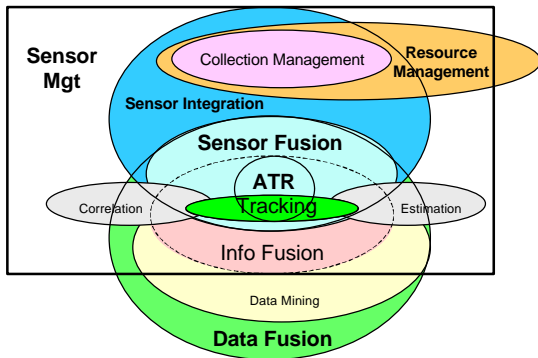 Sensor
Mgt
Collection Management
Resource
Management
Sensor Integration
Sensor Fusion
ATR
Tracking
Correlation
Estimation
Info Fusion
Data Mining
Data Fusion